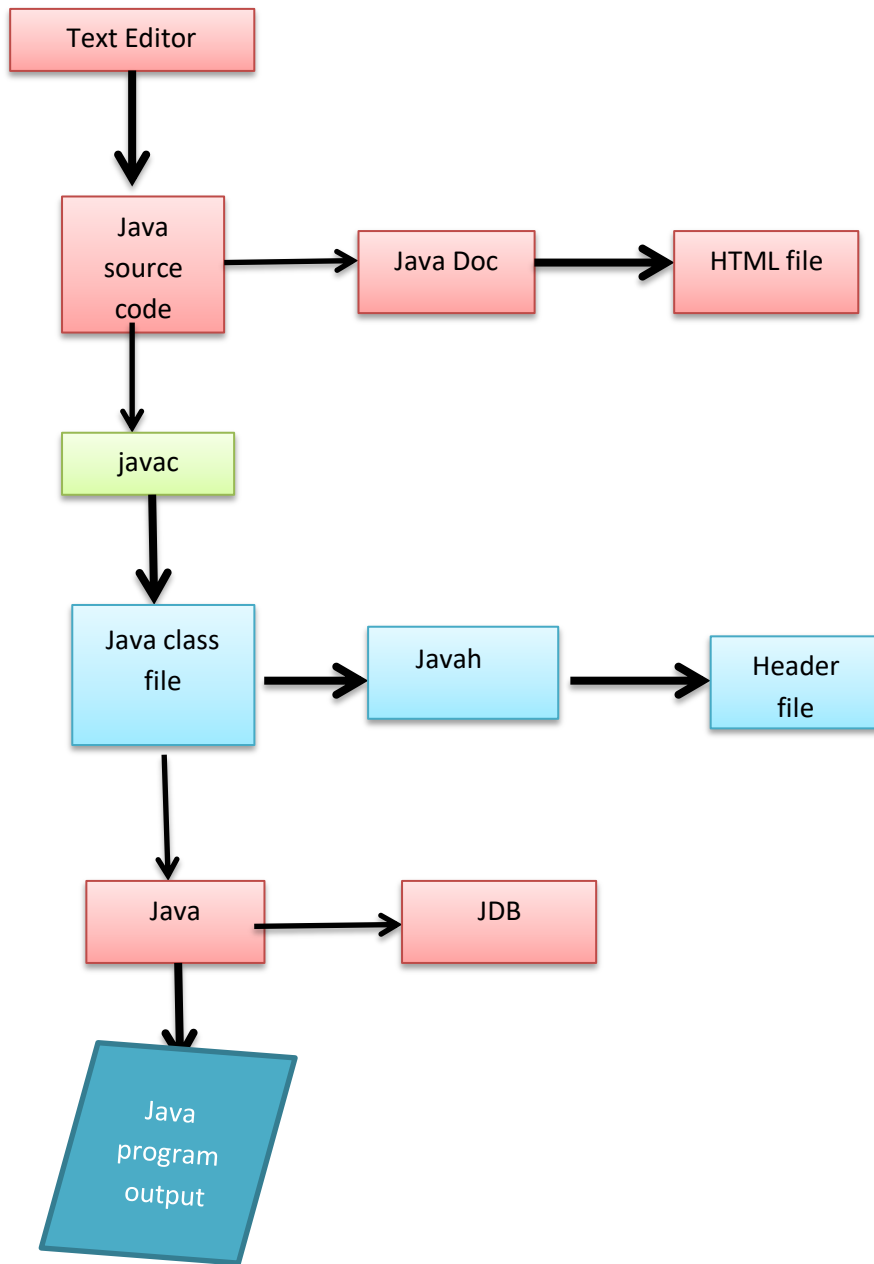 Text Editor
Java
source
code
Java Doc
HTML file
javac
Java class
file
Javah
Header
file
Java
JDB
Java
program
output